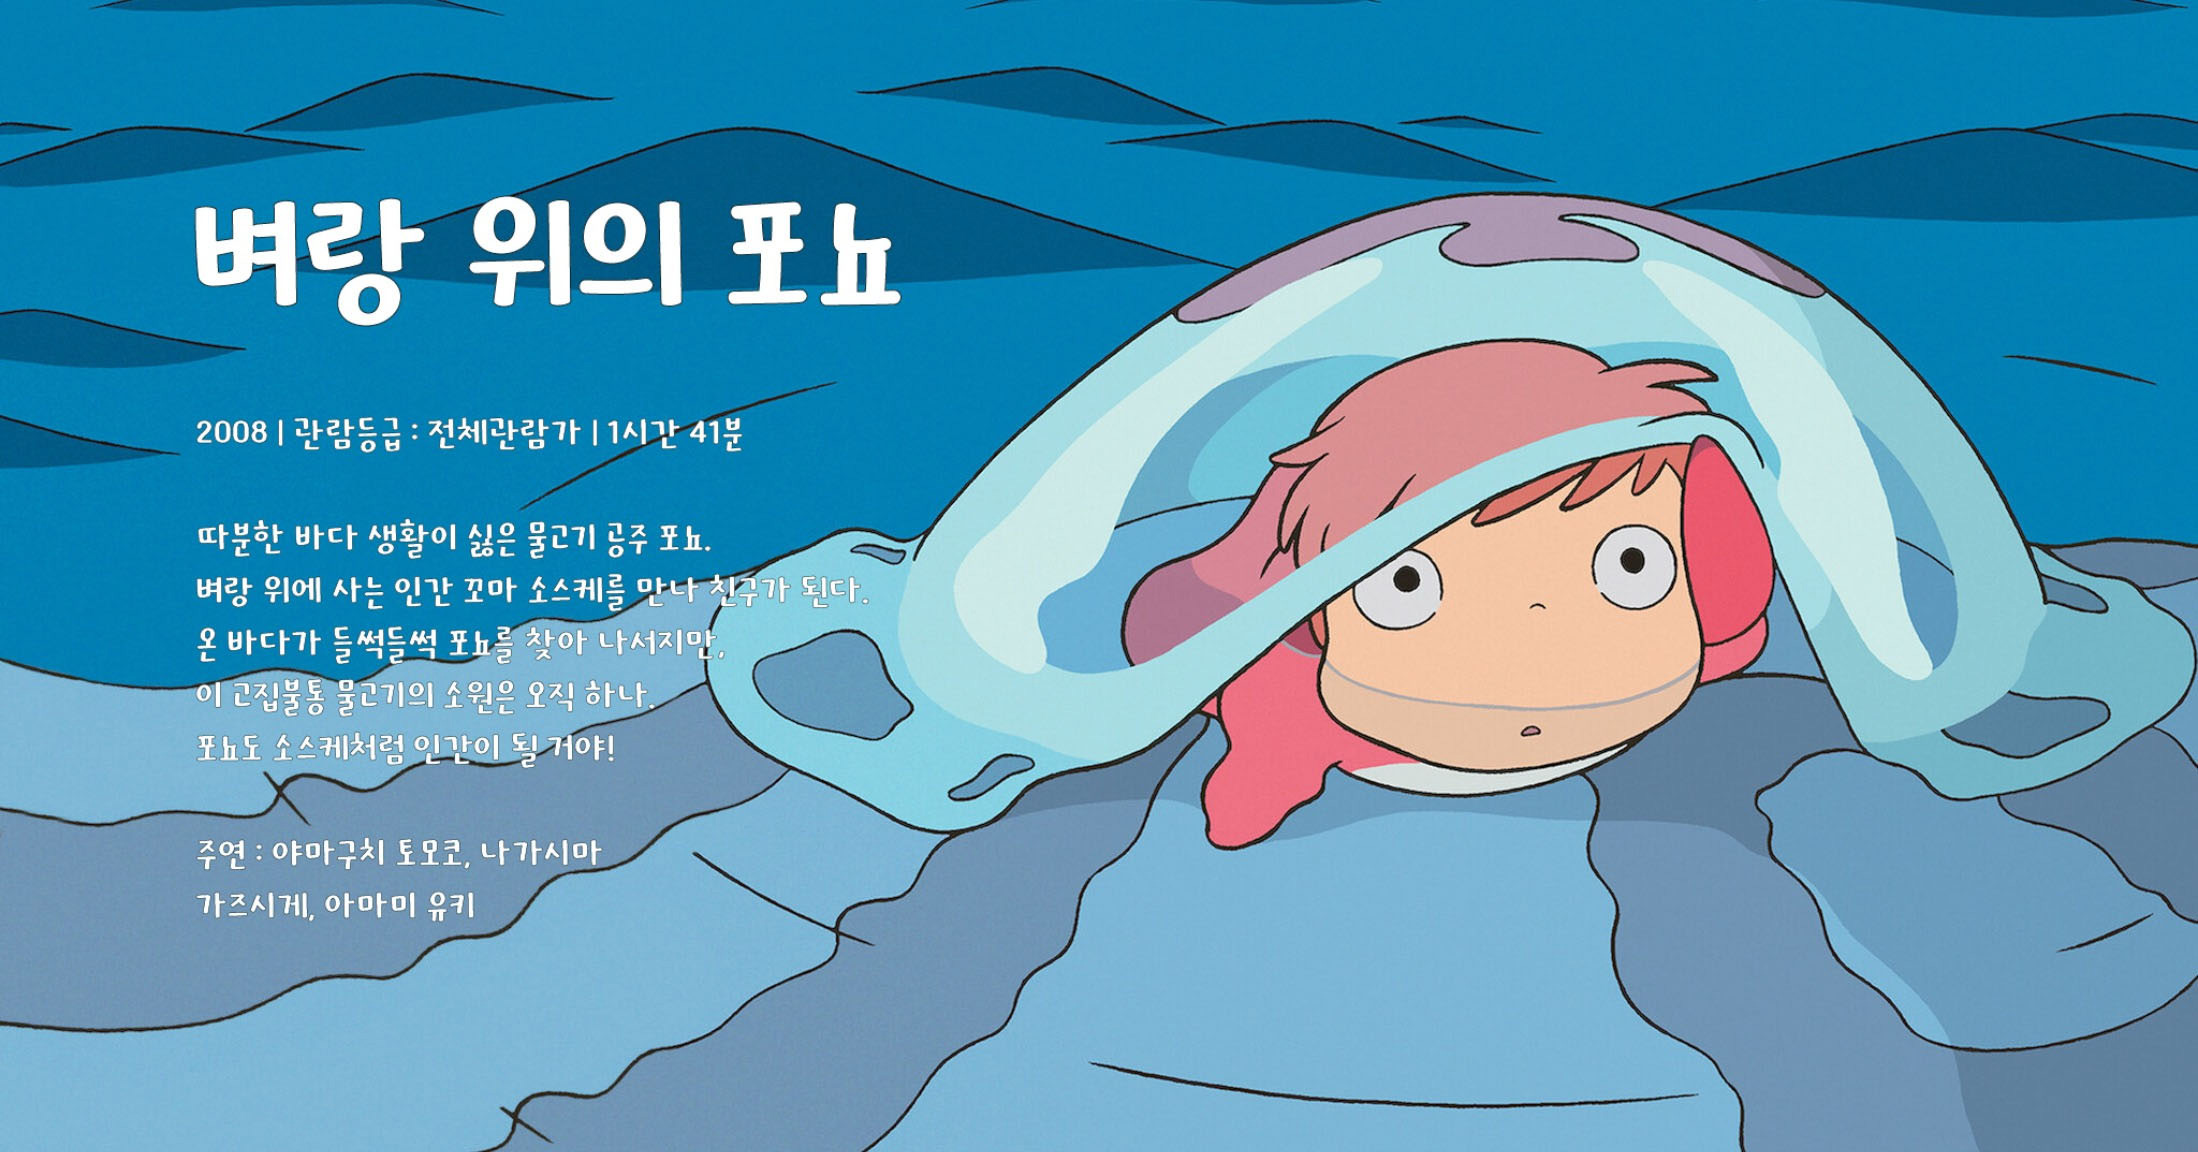 벼랑 위의 포뇨
2008 | 관람등급 : 전체관람가 | 1시간 41분
따분한 바다 생활이 싫은 물고기 공주 포뇨.
벼랑 위에 사는 인간 꼬마 소스케를 만나 친구가 된다.
온 바다가 들썩들썩 포뇨를 찾아 나서지만,
이 고집불통 물고기의 소원은 오직 하나.
포뇨도 소스케처럼 인간이 될 거야!
주연 : 야마구치 토모코, 나가시마
가즈시게, 아마미 유키